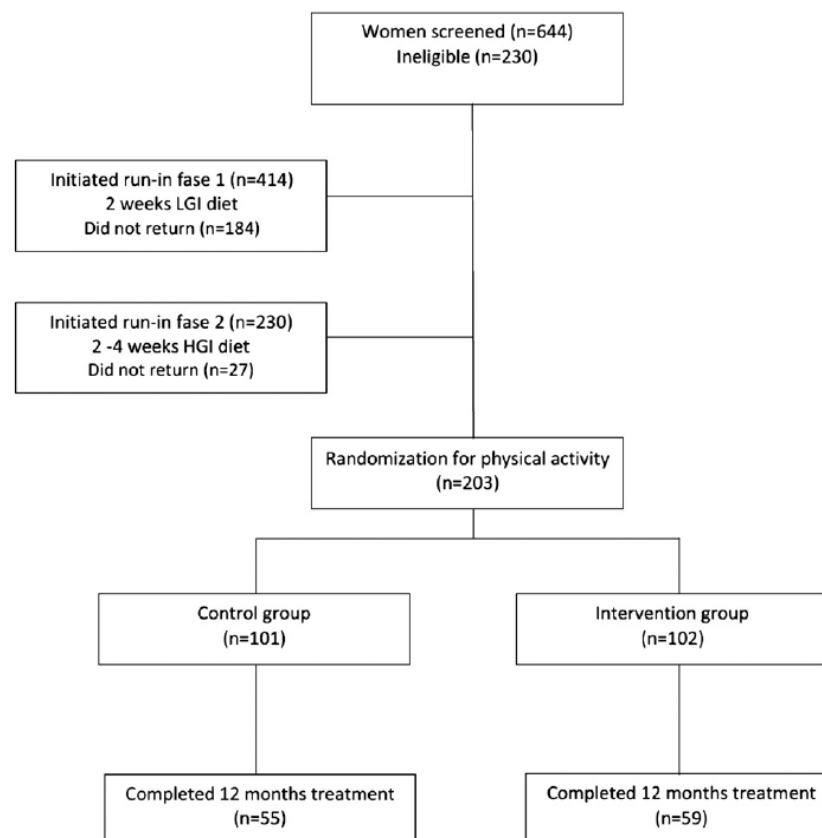 Women screened (n=644)
Ineligible (n=230)
Initiated run-in fase 1 (n=414)
2 weeks LGI diet
Did not return (n=184)
Initiated run-in fase 2 (n=230)
2 -4 weeks HGI diet
Did not return (n=27)
Randomization for physical activity
(n=203)
Control group
(n=101)
Intervention group
(n=102)
Completed 12 months treatment
(n=55)
Completed 12 months treatment
(n=59)